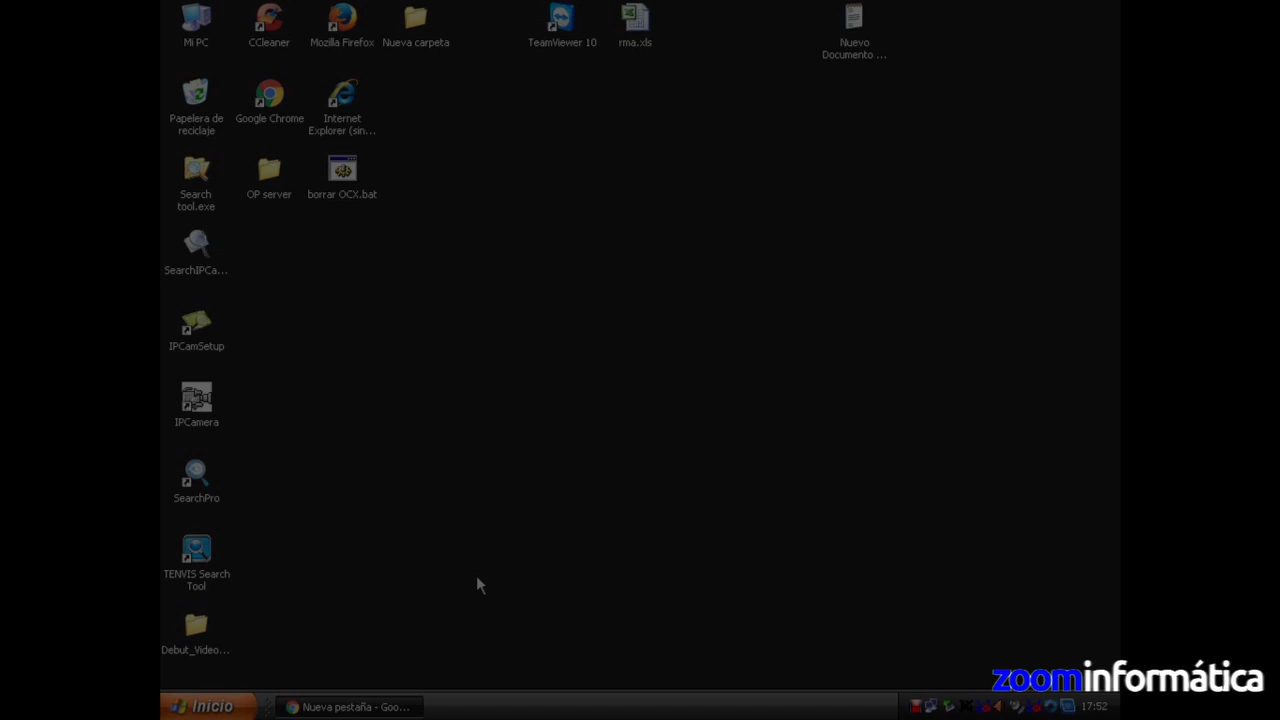 Mi PC
CCleaner
Mozilla Firefox
Nueva carpeta
TeamViewer 10
rma.xls
Nuevo
Documento ...
Papelera de
reciclaje
Google Chrome
Internet
Explorer (sin...
Search
tool.exe
OP server
borrar OCX.bat
SearchIPCa...
IPCamSetup
IPCamera
SearchPro
TENVIS Search
Tool
Debut_Video...
zoominformática
Inicio
Nueva pestaña - Goo...
17:52